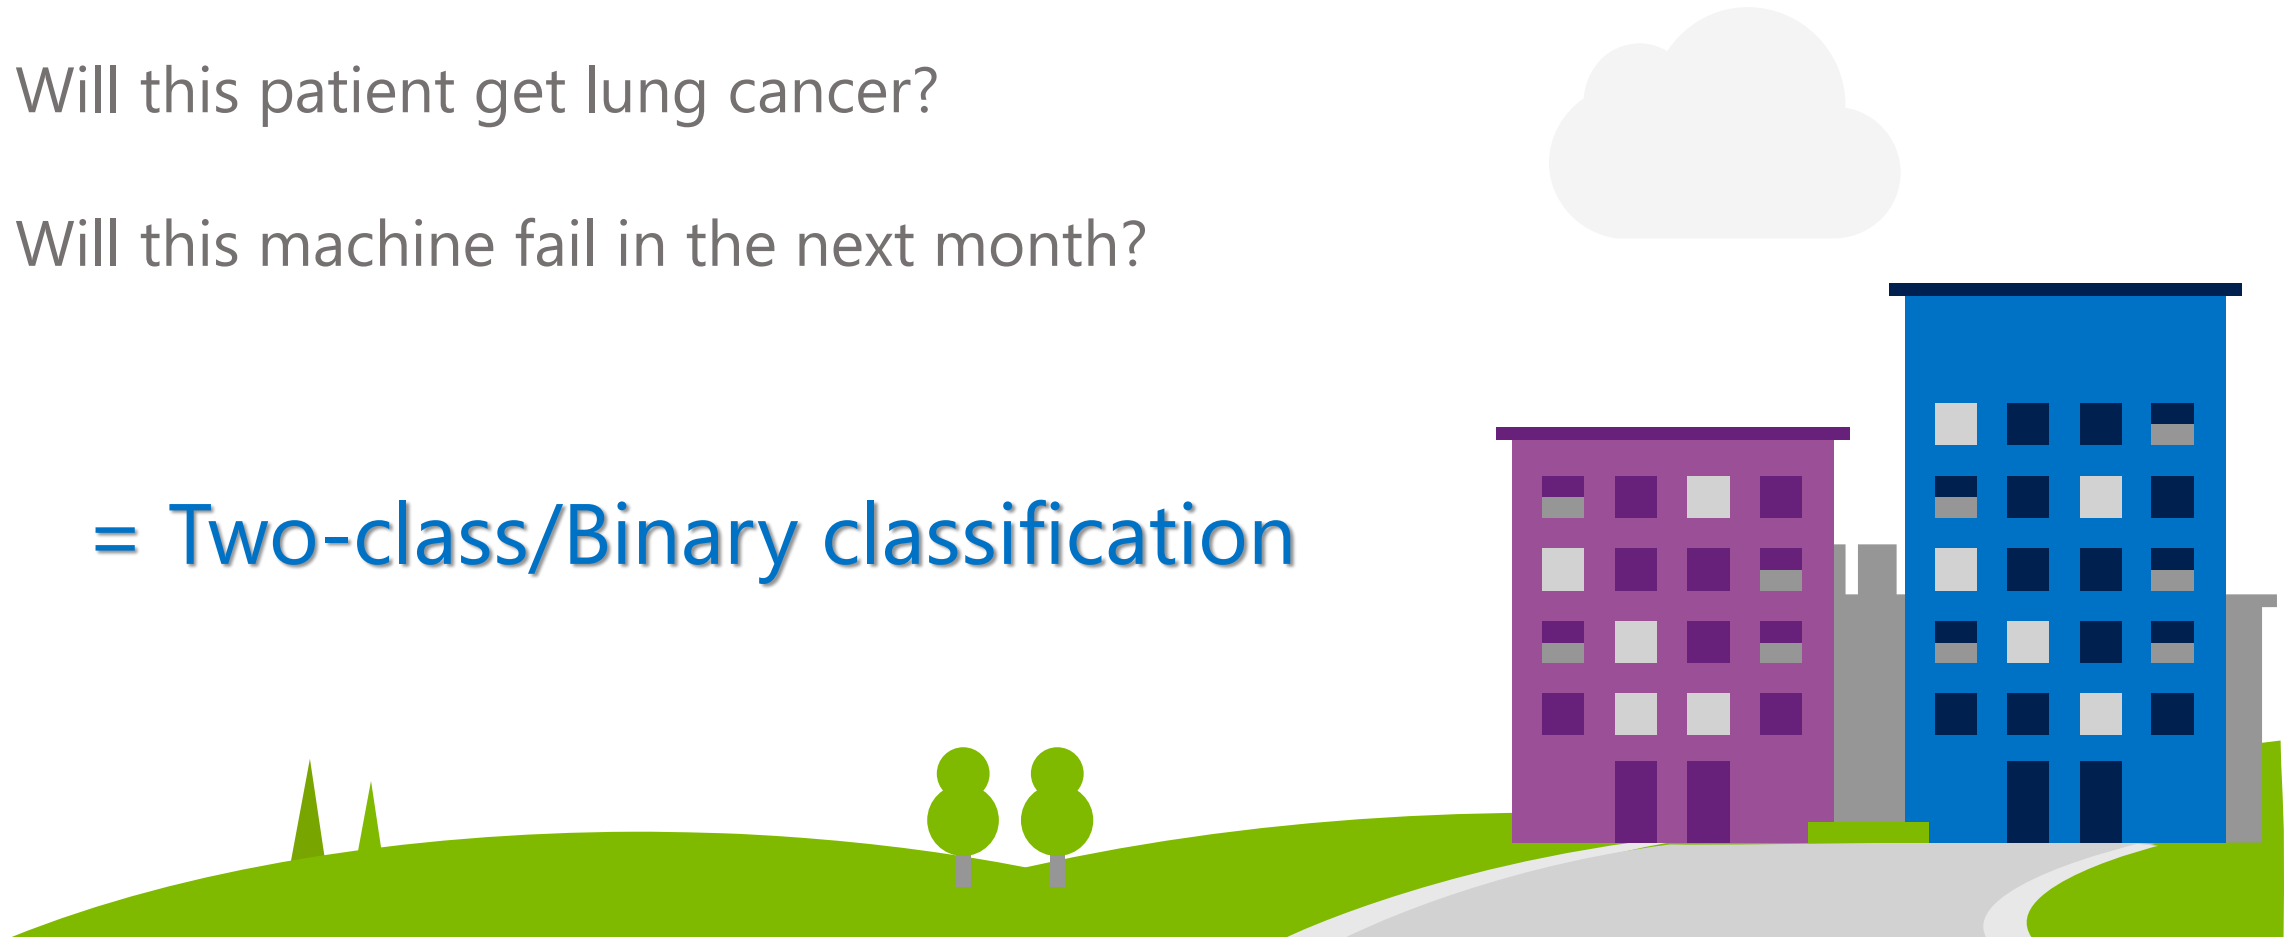 Will this patient get lung cancer?
Will this machine fail in the next month?
= Two-class/Binary classification